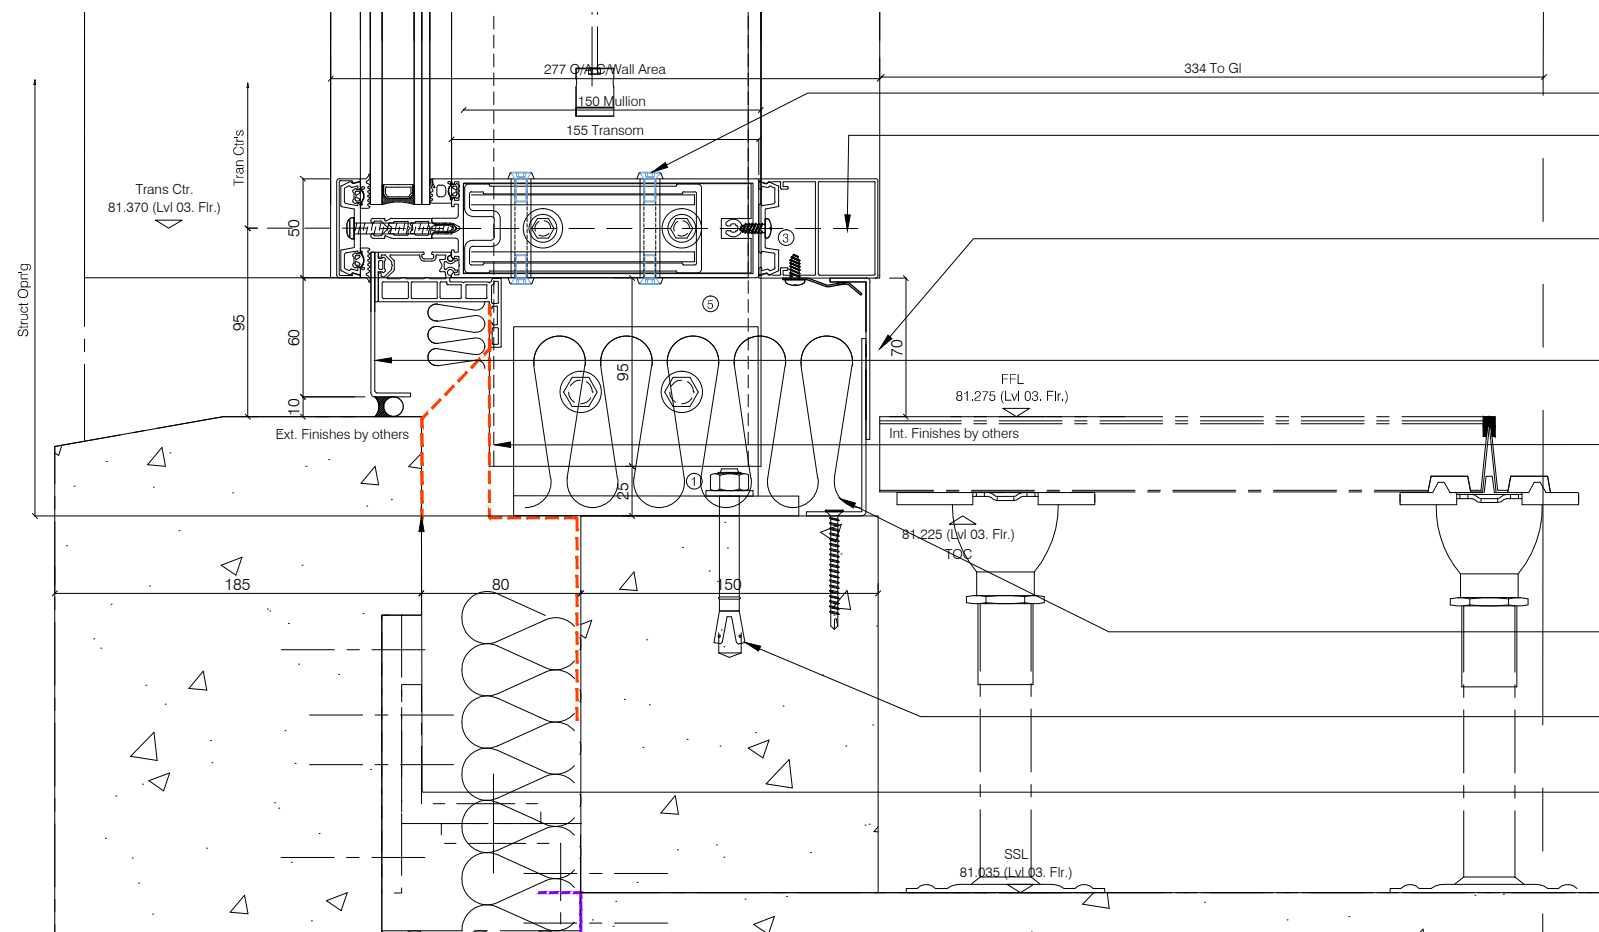 277 O/A C/Wall Area
334 To Gl
150 Mullion
155 Transom
Tran Ctr's
Trans Ctr.
81.370 (Lvl 03. Flr.)
50
3
Struct Opn'g
95
60
5
70
95
FFL
81.275 (Lvl 03. Flr.)
10
Ext. Finishes by others
Int. Finishes by others
1
25
81.225 (Lvl 03. Flr.)
TOC
185
80
150
SSL
81.035 (Lvl 03. Flr.)